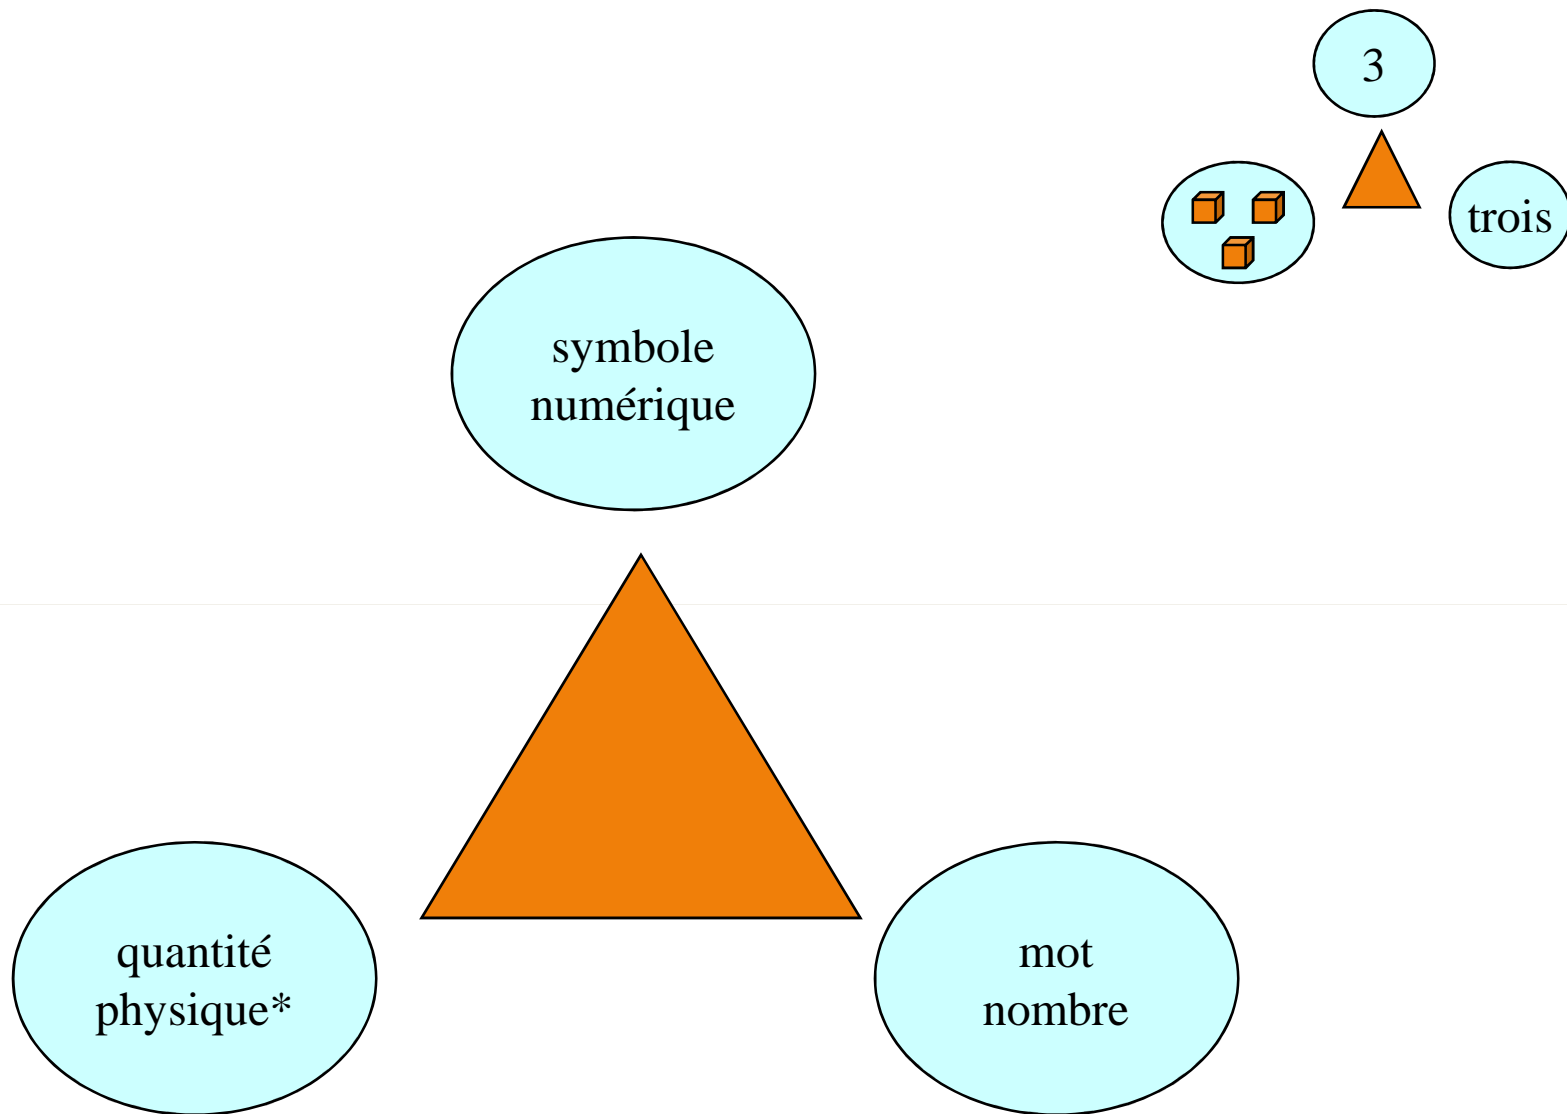 3
trois
symbole
numérique
quantité
physique*
mot
nombre